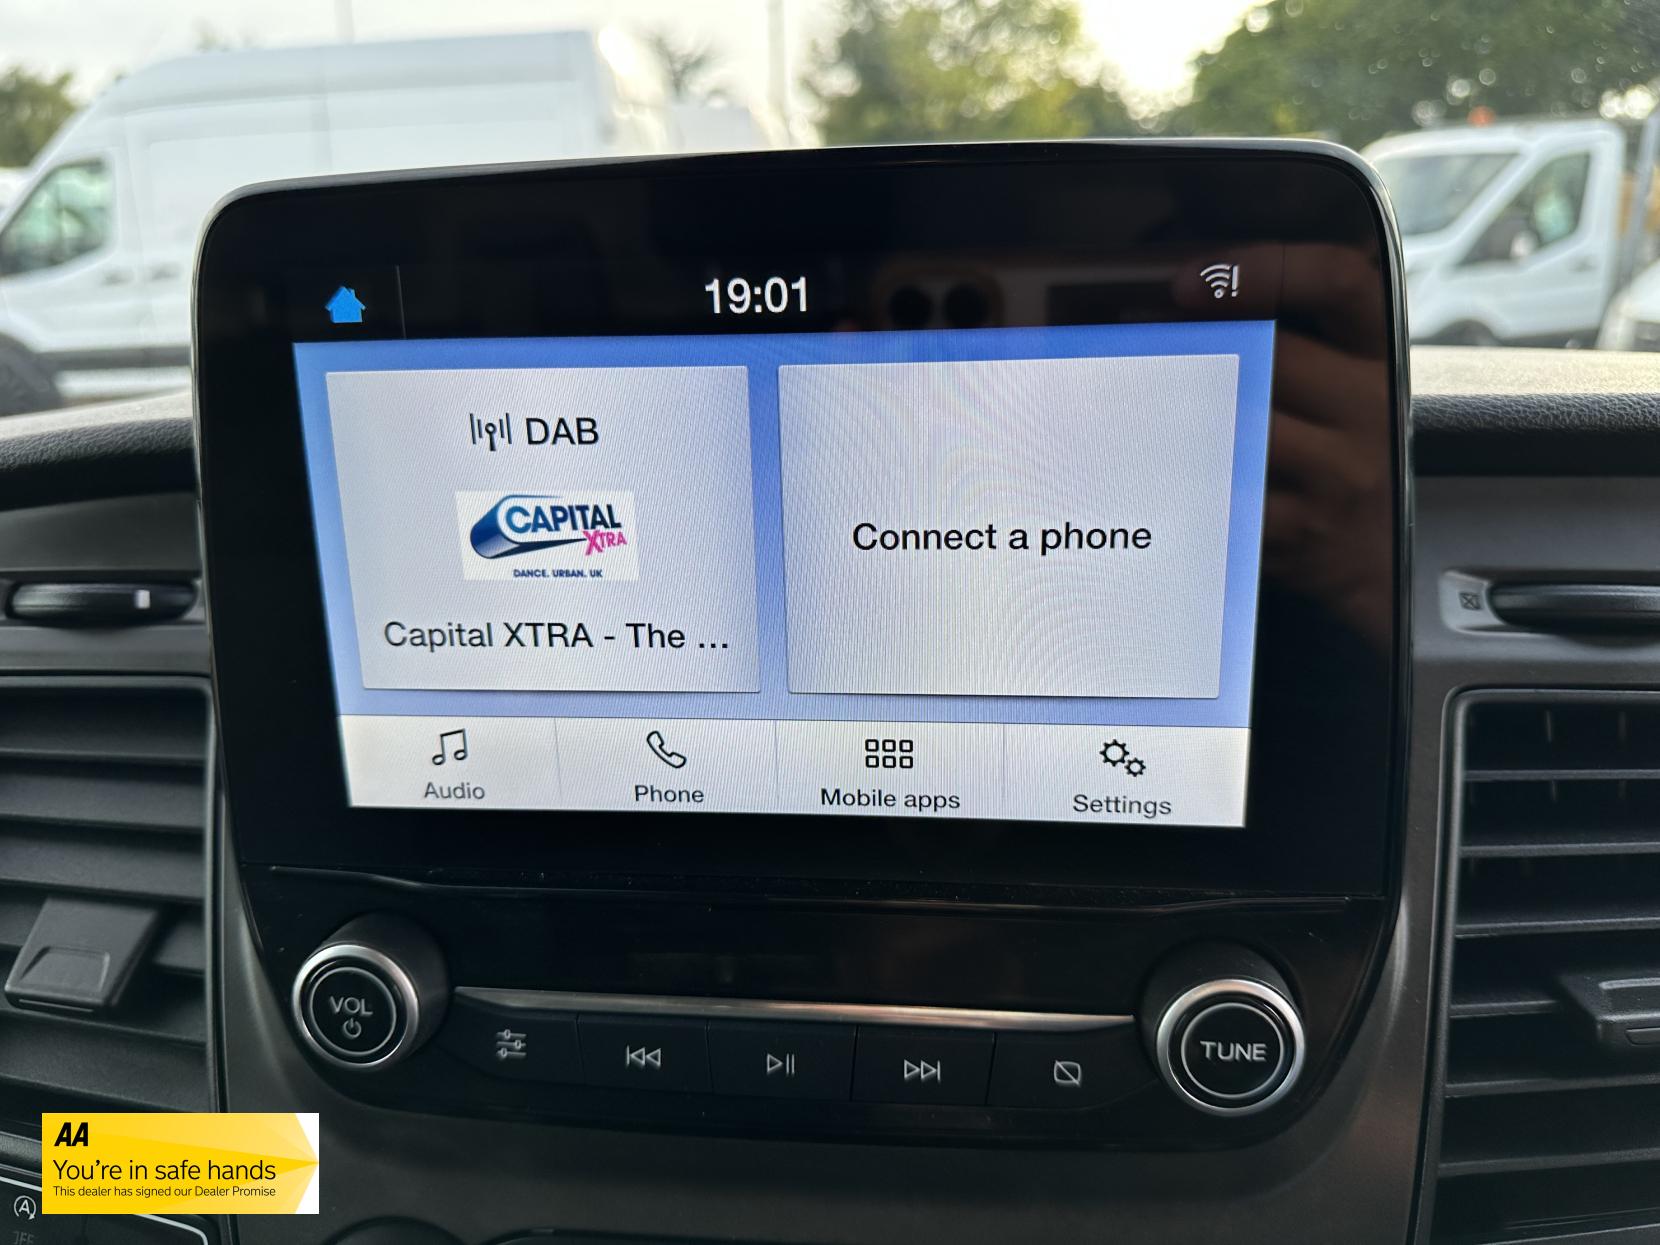 19:01
DAB
CAPITAL
XTRA
DANCE. URBAN. UK
Capital XTRA - The ...
Connect a phone
Audio
Phone
Mobile apps
Settings
VOL
TUNE
AA
You're in safe hands
This dealer has signed our Dealer Promise
A